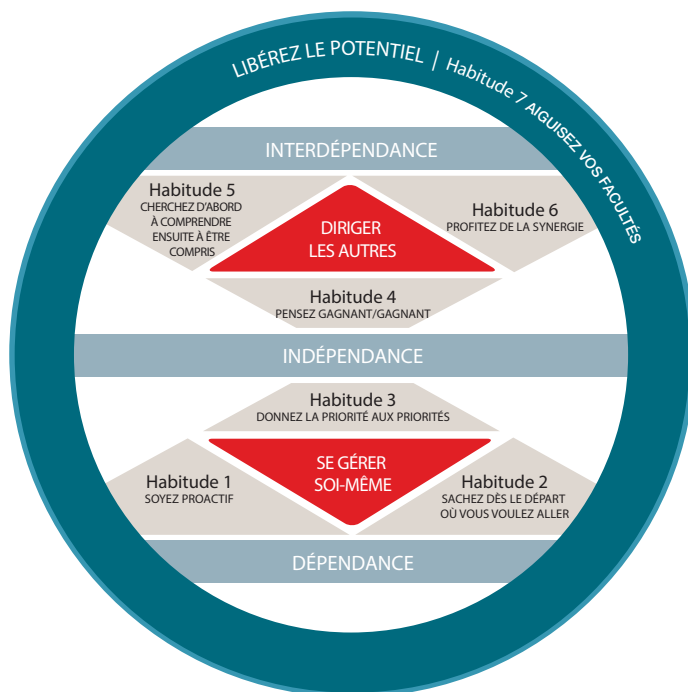 LIBÉREZ LE POTENTIEL | Habitude 7 AIGUISEZ VOS FACULTÉS
INTERDÉPENDANCE
Habitude 5
CHERCHEZ D'ABORD
À COMPRENDRE
ENSUITE À ÊTRE
COMPRIS
DIRIGER
LES AUTRES
Habitude 6
PROFITEZ DE LA SYNERGIE
Habitude 4
PENSEZ GAGNANT/GAGNANT
INDÉPENDANCE
Habitude 3
DONNEZ LA PRIORITÉ AUX PRIORITÉS
Habitude 1
SOYEZ PROACTIF
SE GÉRER
SOI-MÊME
Habitude 2
SACHEZ DÈS LE DÉPART
OÙ VOUS VOULEZ ALLER
DÉPENDANCE